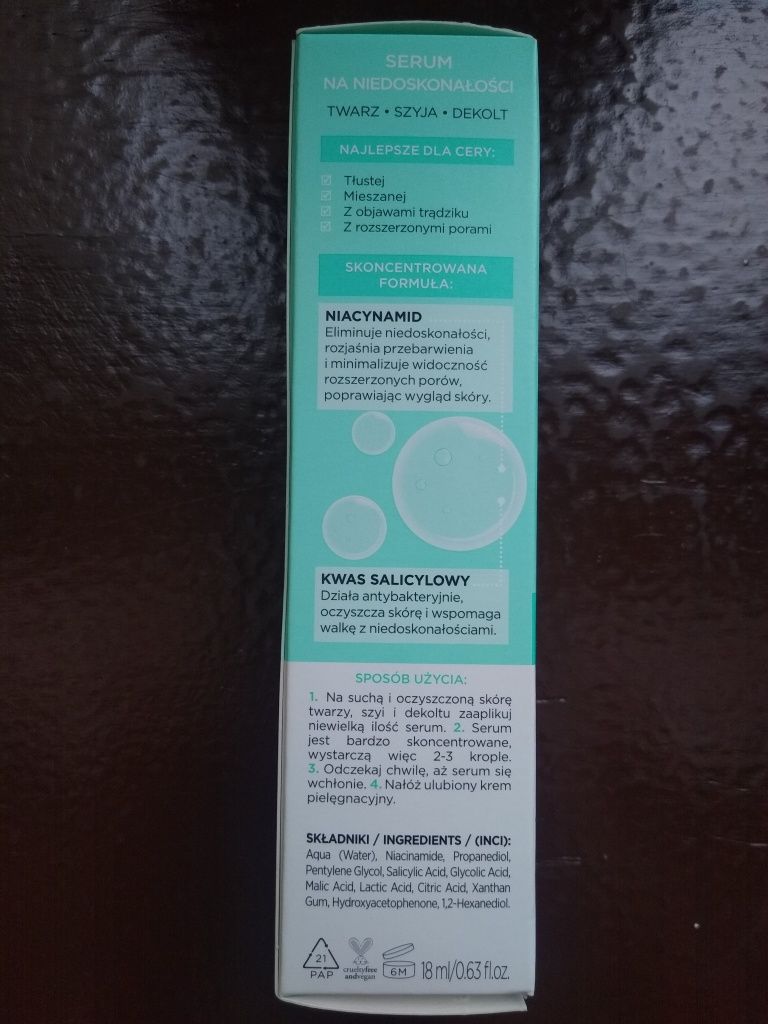 SERUM
NA NIEDOSKONAŁOŚCI
TWARZ • SZYJA • DEKOLT
NAJLEPSZE DLA CERY:
Tłustej
Mieszanej
Z objawami trądziku
Z rozszerzonymi porami
SKONCENTROWANA
FORMUŁA:
NIACYNAMID
Eliminuje niedoskonałości,
rozjaśnia przebarwienia
i minimalizuje widoczność
rozszerzonych porów,
poprawiając wygląd skóry.
KWAS SALICYLOWY
Działa antybakteryjnie,
oczyszcza skórę i wspomaga
walkę z niedoskonałościami.
SPOSÓB UŻYCIA:
1. Na suchą i oczyszczoną skórę
twarzy, szyi i dekoltu zaaplikuj
niewielką ilość serum. 2. Serum
jest bardzo skoncentrowane,
wystarczą więc 2-3 krople.
3. Odczekaj chwilę, aż serum się
wchłonie. 4. Nałóż ulubiony krem
pielęgnacyjny.
SKŁADNIKI / INGREDIENTS / (INCI):
Aqua (Water), Niacinamide, Propanediol,
Pentylene Glycol, Salicylic Acid, Glycolic Acid,
Malic Acid, Lactic Acid, Citric Acid, Xanthan
Gum, Hydroxyacetophenone, 1,2-Hexanediol.
21
PAP
crueltyfree
andvegan
6M
18 ml/0.63 fl.oz.